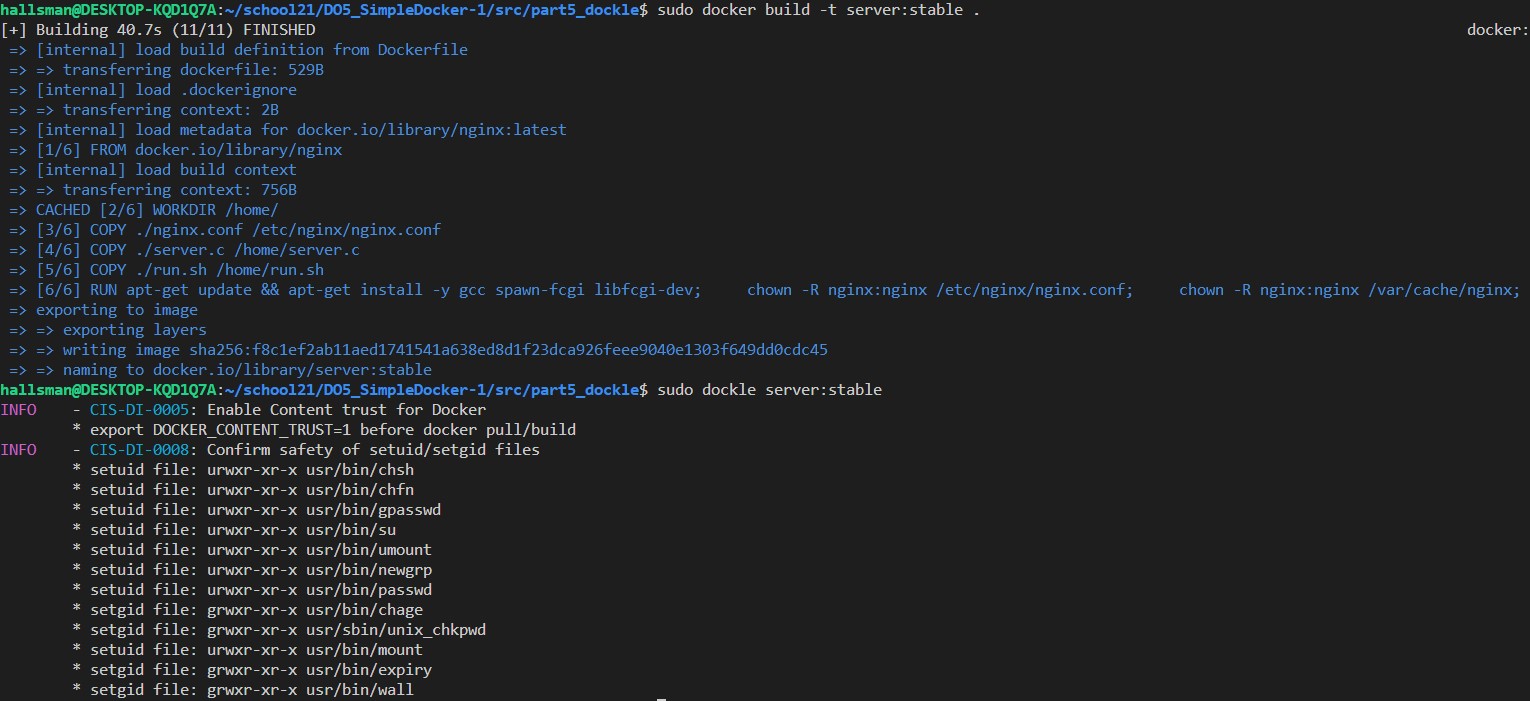 hallsman@DESKTOP-KQD1Q7A:~/school21/DO5_SimpleDocker-1/src/part5_dockle$ sudo docker build -t server:stable .
[+] Building 40.7s (11/11) FINISHED docker:
=> [internal] load build definition from Dockerfile
=> => transferring dockerfile: 529B
=> [internal] load .dockerignore
=> => transferring context: 2B
=> [internal] load metadata for docker.io/library/nginx:latest
=> [1/6] FROM docker.io/library/nginx
=> [internal] load build context
=> => transferring context: 756B
=> CACHED [2/6] WORKDIR /home/
=> [3/6] COPY ./nginx.conf /etc/nginx/nginx.conf
=> [4/6] COPY ./server.c /home/server.c
=> [5/6] COPY ./run.sh /home/run.sh
=> [6/6] RUN apt-get update && apt-get install -y gcc spawn-fcgi libfcgi-dev;     chown -R nginx:nginx /etc/nginx/nginx.conf;     chown -R nginx:nginx /var/cache/nginx;
=> exporting to image
=> => exporting layers
=> => writing image sha256:f8c1ef2ab11aed1741541a638ed8d1f23dca926feee9040e1303f649dd0cdc45
=> => naming to docker.io/library/server:stable
hallsman@DESKTOP-KQD1Q7A:~/school21/DO5_SimpleDocker-1/src/part5_dockle$ sudo dockle server:stable
INFO    - CIS-DI-0005: Enable Content trust for Docker
        * export DOCKER_CONTENT_TRUST=1 before docker pull/build
INFO    - CIS-DI-0008: Confirm safety of setuid/setgid files
        * setuid file: urwxr-xr-x usr/bin/chsh
        * setuid file: urwxr-xr-x usr/bin/chfn
        * setuid file: urwxr-xr-x usr/bin/gpasswd
        * setuid file: urwxr-xr-x usr/bin/su
        * setuid file: urwxr-xr-x usr/bin/umount
        * setuid file: urwxr-xr-x usr/bin/newgrp
        * setuid file: urwxr-xr-x usr/bin/passwd
        * setgid file: grwxr-xr-x usr/bin/chage
        * setgid file: grwxr-xr-x usr/sbin/unix_chkpwd
        * setuid file: urwxr-xr-x usr/bin/mount
        * setgid file: grwxr-xr-x usr/bin/expiry
        * setgid file: grwxr-xr-x usr/bin/wall